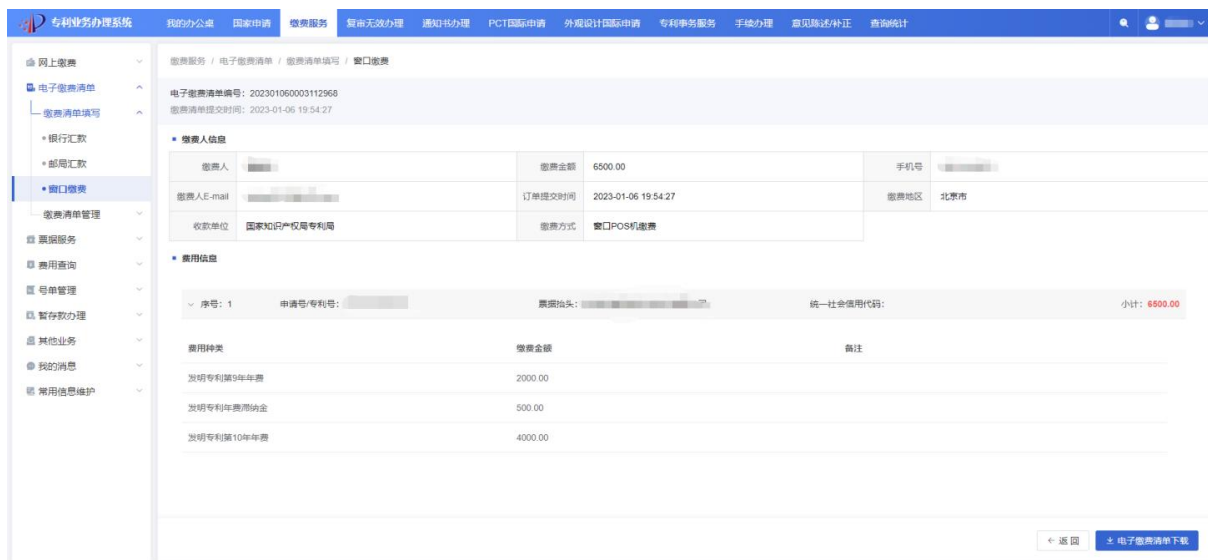 专利业务办理系统 我的办公桌 国家申请 缴费服务 复审无效办理 通知书办理 PCT国际申请 外观设计国际申请 专利事务服务 手续办理 意见陈述/补正 查询统计
网上缴费
电子缴费清单
缴费清单填写
银行汇款
邮局汇款
窗口缴费
缴费清单管理
票据服务
费用查询
号单管理
暂存款办理
其他业务
我的消息
常用信息维护
缴费服务 / 电子缴费清单 / 缴费清单填写 / 窗口缴费
电子缴费清单编号: 202301060003112968
缴费清单提交时间: 2023-01-06 19:54:27
缴费人信息
缴费人 缴费金额 6500.00 手机号
缴费人E-mail 订单提交时间 2023-01-06 19:54:27 缴费地区 北京市
收款单位 国家知识产权局专利局 缴费方式 窗口POS机缴费
费用信息
序号: 1 申请号/专利号: 票据抬头: 统一社会信用代码: 小计: 6500.00
费用种类 缴费金额 备注
发明专利第9年年费 2000.00
发明专利年费滞纳金 500.00
发明专利第10年年费 4000.00
返回 电子缴费清单下载